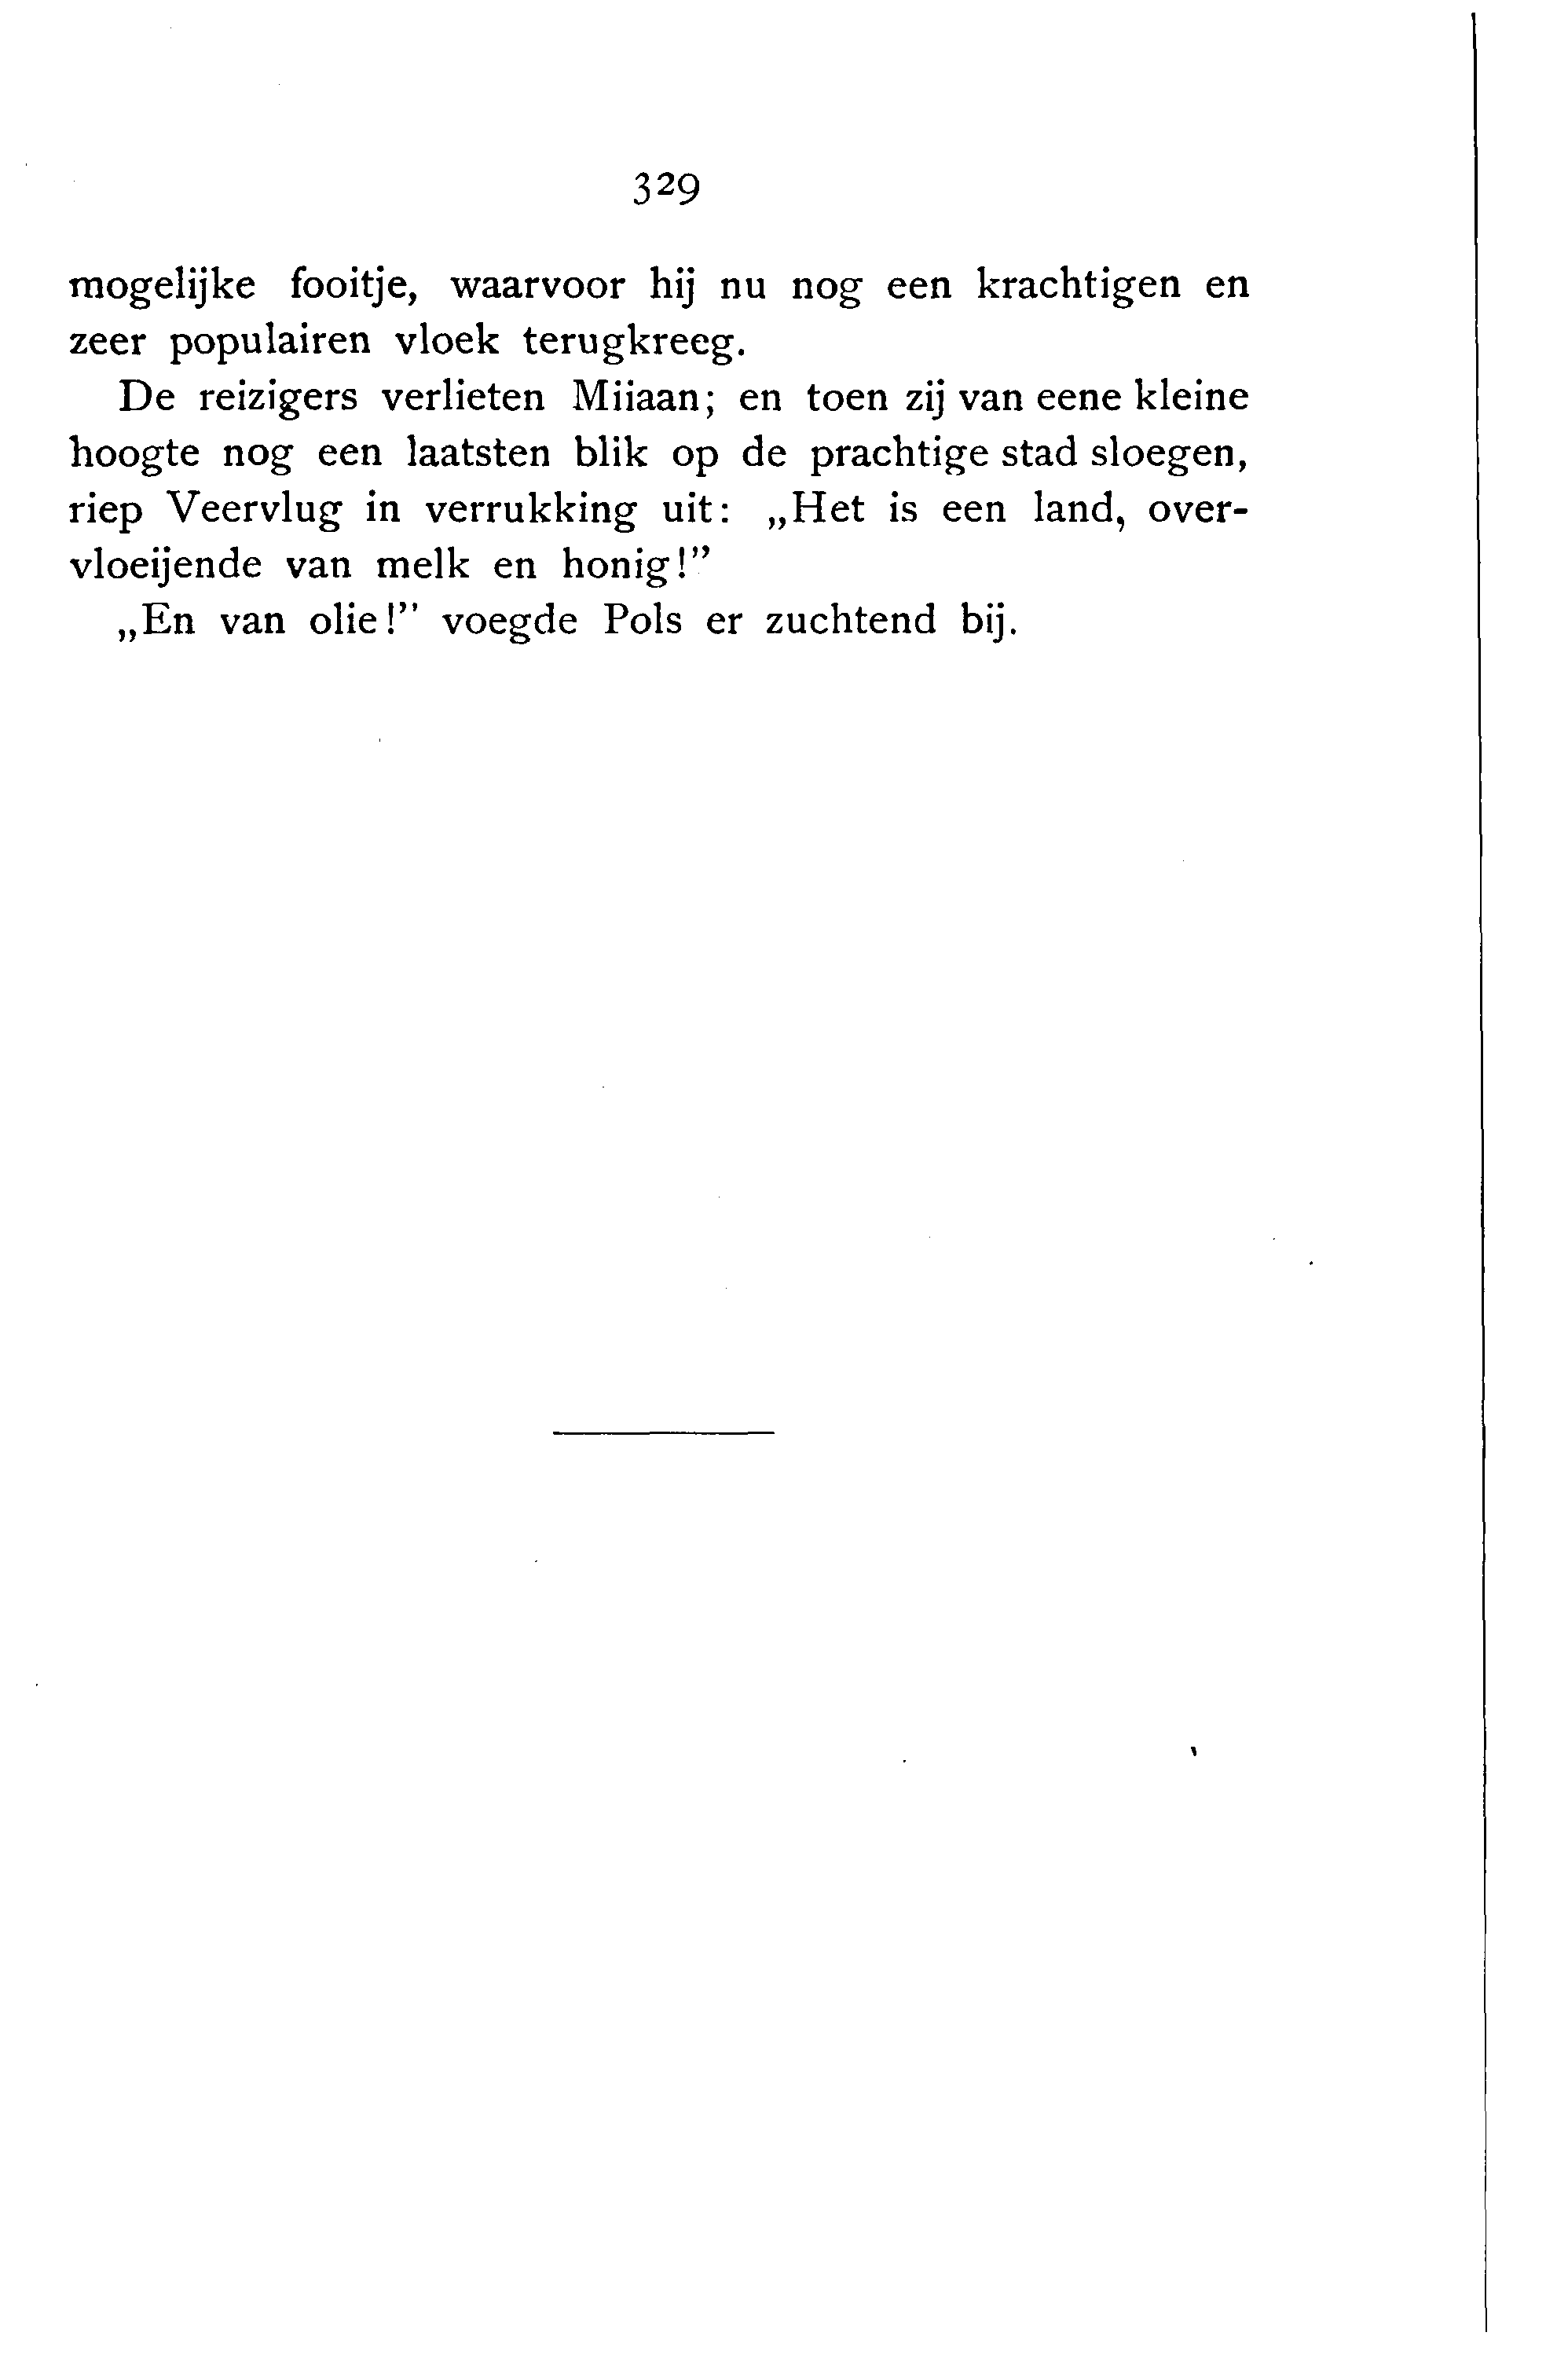 329
mogelijke fooitje, waarvoor hij nu nog een krachtigen en
zeer populairen vloek terugkreeg.
De reizigers verlieten Miiaan; en toen zij van eene kleine
hoogte nog een laatsten blik op de prachtige stad sloegen,
riep Veervlug in verrukking uit: „Het is een land, over-
vloeijende van melk en honig!”
„En van olie!” voegde Pols er zuchtend bij.